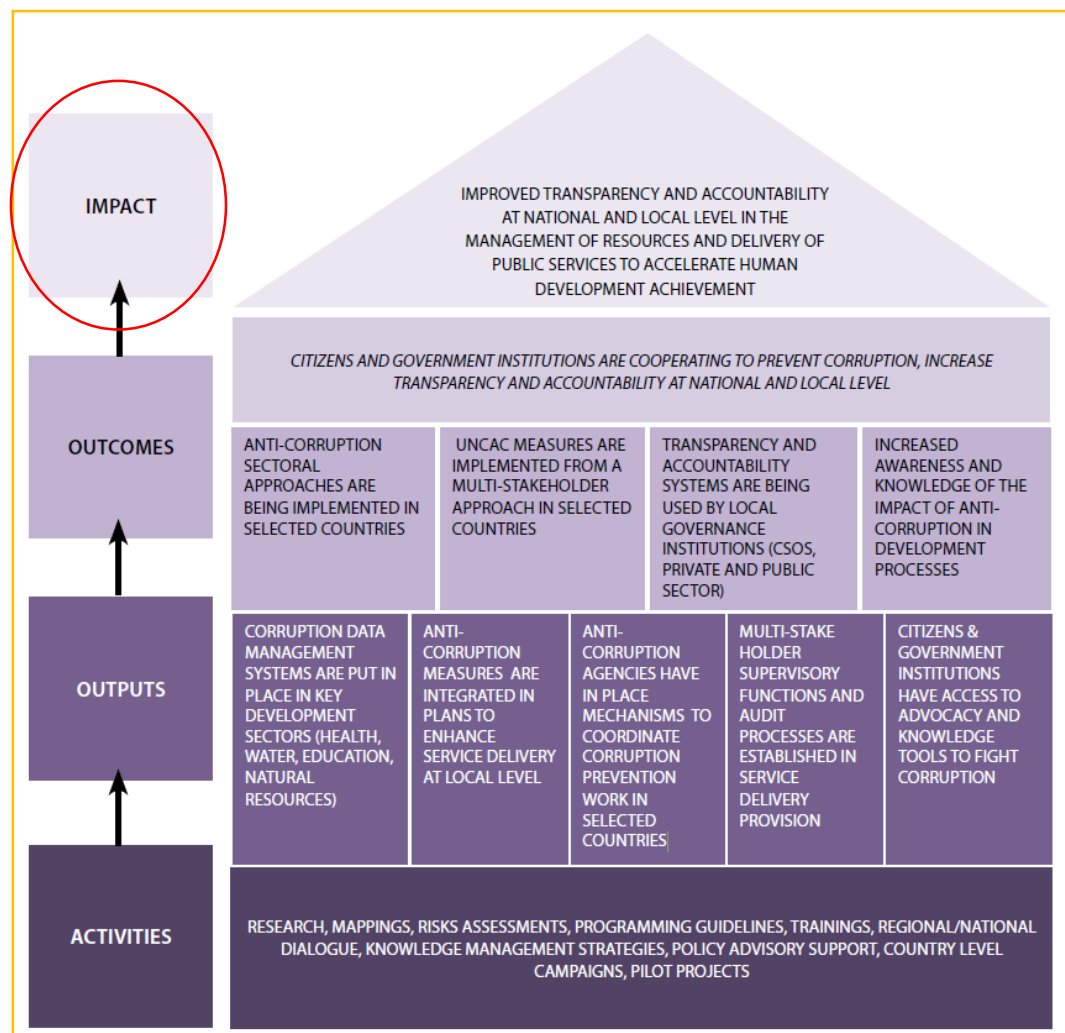 IMPACT
IMPROVED TRANSPARENCY AND ACCOUNTABILITY
AT NATIONAL AND LOCAL LEVEL IN THE
MANAGEMENT OF RESOURCES AND DELIVERY OF
PUBLIC SERVICES TO ACCELERATE HUMAN
DEVELOPMENT ACHIEVEMENT
CITIZENS AND GOVERNMENT INSTITUTIONS ARE COOPERATING TO PREVENT CORRUPTION, INCREASE
TRANSPARENCY AND ACCOUNTABILITY AT NATIONAL AND LOCAL LEVEL
OUTCOMES
ANTI-CORRUPTION
SECTORAL
APPROACHES ARE
BEING IMPLEMENTED IN
SELECTED COUNTRIES
UNCAC MEASURES ARE
IMPLEMENTED FROM A
MULTI-STAKEHOLDER
APPROACH IN SELECTED
COUNTRIES
TRANSPARENCY AND
ACCOUNTABILITY
SYSTEMS ARE BEING
USED BY LOCAL
GOVERNANCE
INSTITUTIONS (CSOS,
PRIVATE AND PUBLIC
SECTOR)
INCREASED
AWARENESS AND
KNOWLEDGE OF THE
IMPACT OF ANTI-
CORRUPTION IN
DEVELOPMENT
PROCESSES
OUTPUTS
CORRUPTION DATA
MANAGEMENT
SYSTEMS ARE PUT IN
PLACE IN KEY
DEVELOPMENT
SECTORS (HEALTH,
WATER, EDUCATION,
NATURAL
RESOURCES)
ANTI-
CORRUPTION
MEASURES ARE
INTEGRATED IN
PLANS TO
ENHANCE
SERVICE DELIVERY
AT LOCAL LEVEL
ANTI-
CORRUPTION
AGENCIES HAVE
IN PLACE
MECHANISMS TO
COORDINATE
CORRUPTION
PREVENTION
WORK IN
SELECTED
COUNTRIES
MULTI-STAKE
HOLDER
SUPERVISORY
FUNCTIONS AND
AUDIT
PROCESSES ARE
ESTABLISHED IN
SERVICE
DELIVERY
PROVISION
CITIZENS &
GOVERNMENT
INSTITUTIONS
HAVE ACCESS TO
ADVOCACY AND
KNOWLEDGE
TOOLS TO FIGHT
CORRUPTION
ACTIVITIES
RESEARCH, MAPPINGS, RISKS ASSESSMENTS, PROGRAMMING GUIDELINES, TRAININGS, REGIONAL/NATIONAL
DIALOGUE, KNOWLEDGE MANAGEMENT STRATEGIES, POLICY ADVISORY SUPPORT, COUNTRY LEVEL
CAMPAIGNS, PILOT PROJECTS